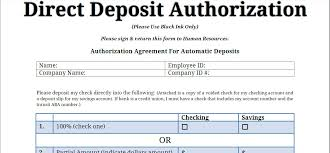 Direct Deposit Authorization
(Please Use Black Ink Only)
Please sign & return this form to Human Resources:
Authorization Agreement For Automatic Deposits
Name: Employee ID:
Company Name: Company ID #:
Please deposit my check directly into the following: (Attached is a copy of a voided check for my checking account and a
deposit slip for my savings account. If bank is a credit union, I must have a check that includes my account number and the
transit ABA number).
Checking Savings
1. 100% (check one)
OR
2. Partial Amount (indicate dollars amount)